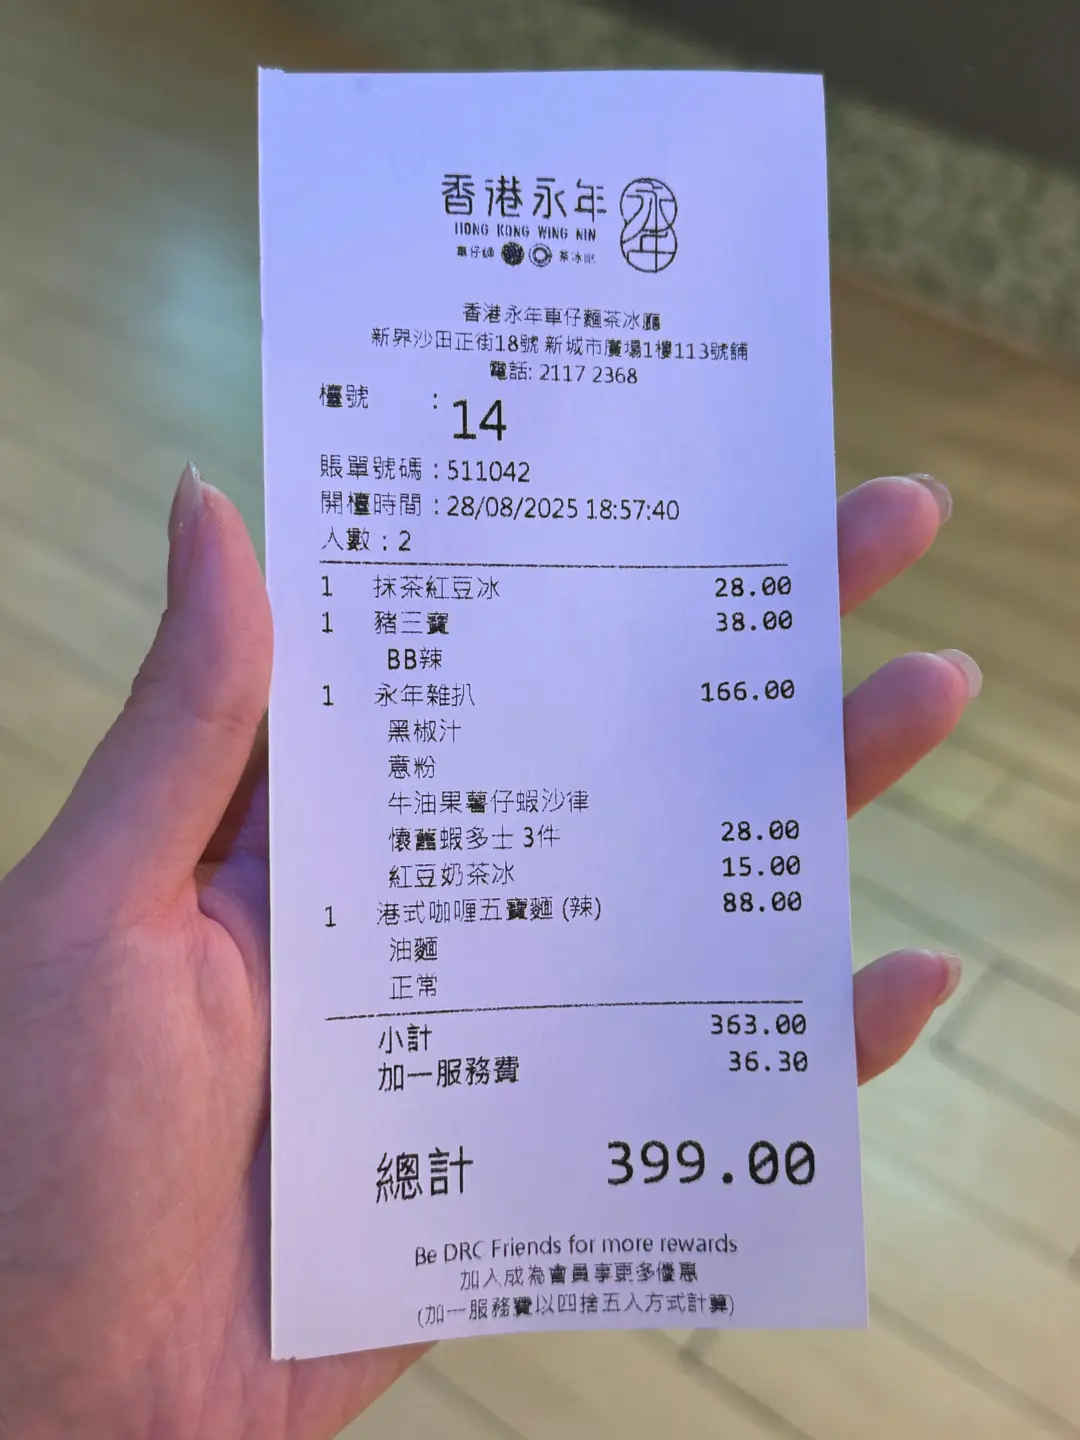 香港永年
HONG KONG WING NIN
車仔麵 茶冰廳
永年
香港永年車仔麵茶冰廳
新界沙田正街18號 新城市廣場1樓113號舖
電話: 2117 2368
檯號 : 14
賬單號碼 : 511042
開檯時間 : 28/08/2025 18:57:40
人數 : 2
1 抹茶紅豆冰 28.00
1 豬三寶 38.00
BB辣
1 永年雜扒 166.00
黑椒汁
意粉
牛油果薯仔蝦沙律
懷舊蝦多士 3件 28.00
紅豆奶茶冰 15.00
1 港式咖喱五寶麵 (辣) 88.00
油麵
正常
小計 363.00
加一服務費 36.30
總計 399.00
Be DRC Friends for more rewards
加入成為會員享更多優惠
(加一服務費以四捨五入方式計算)